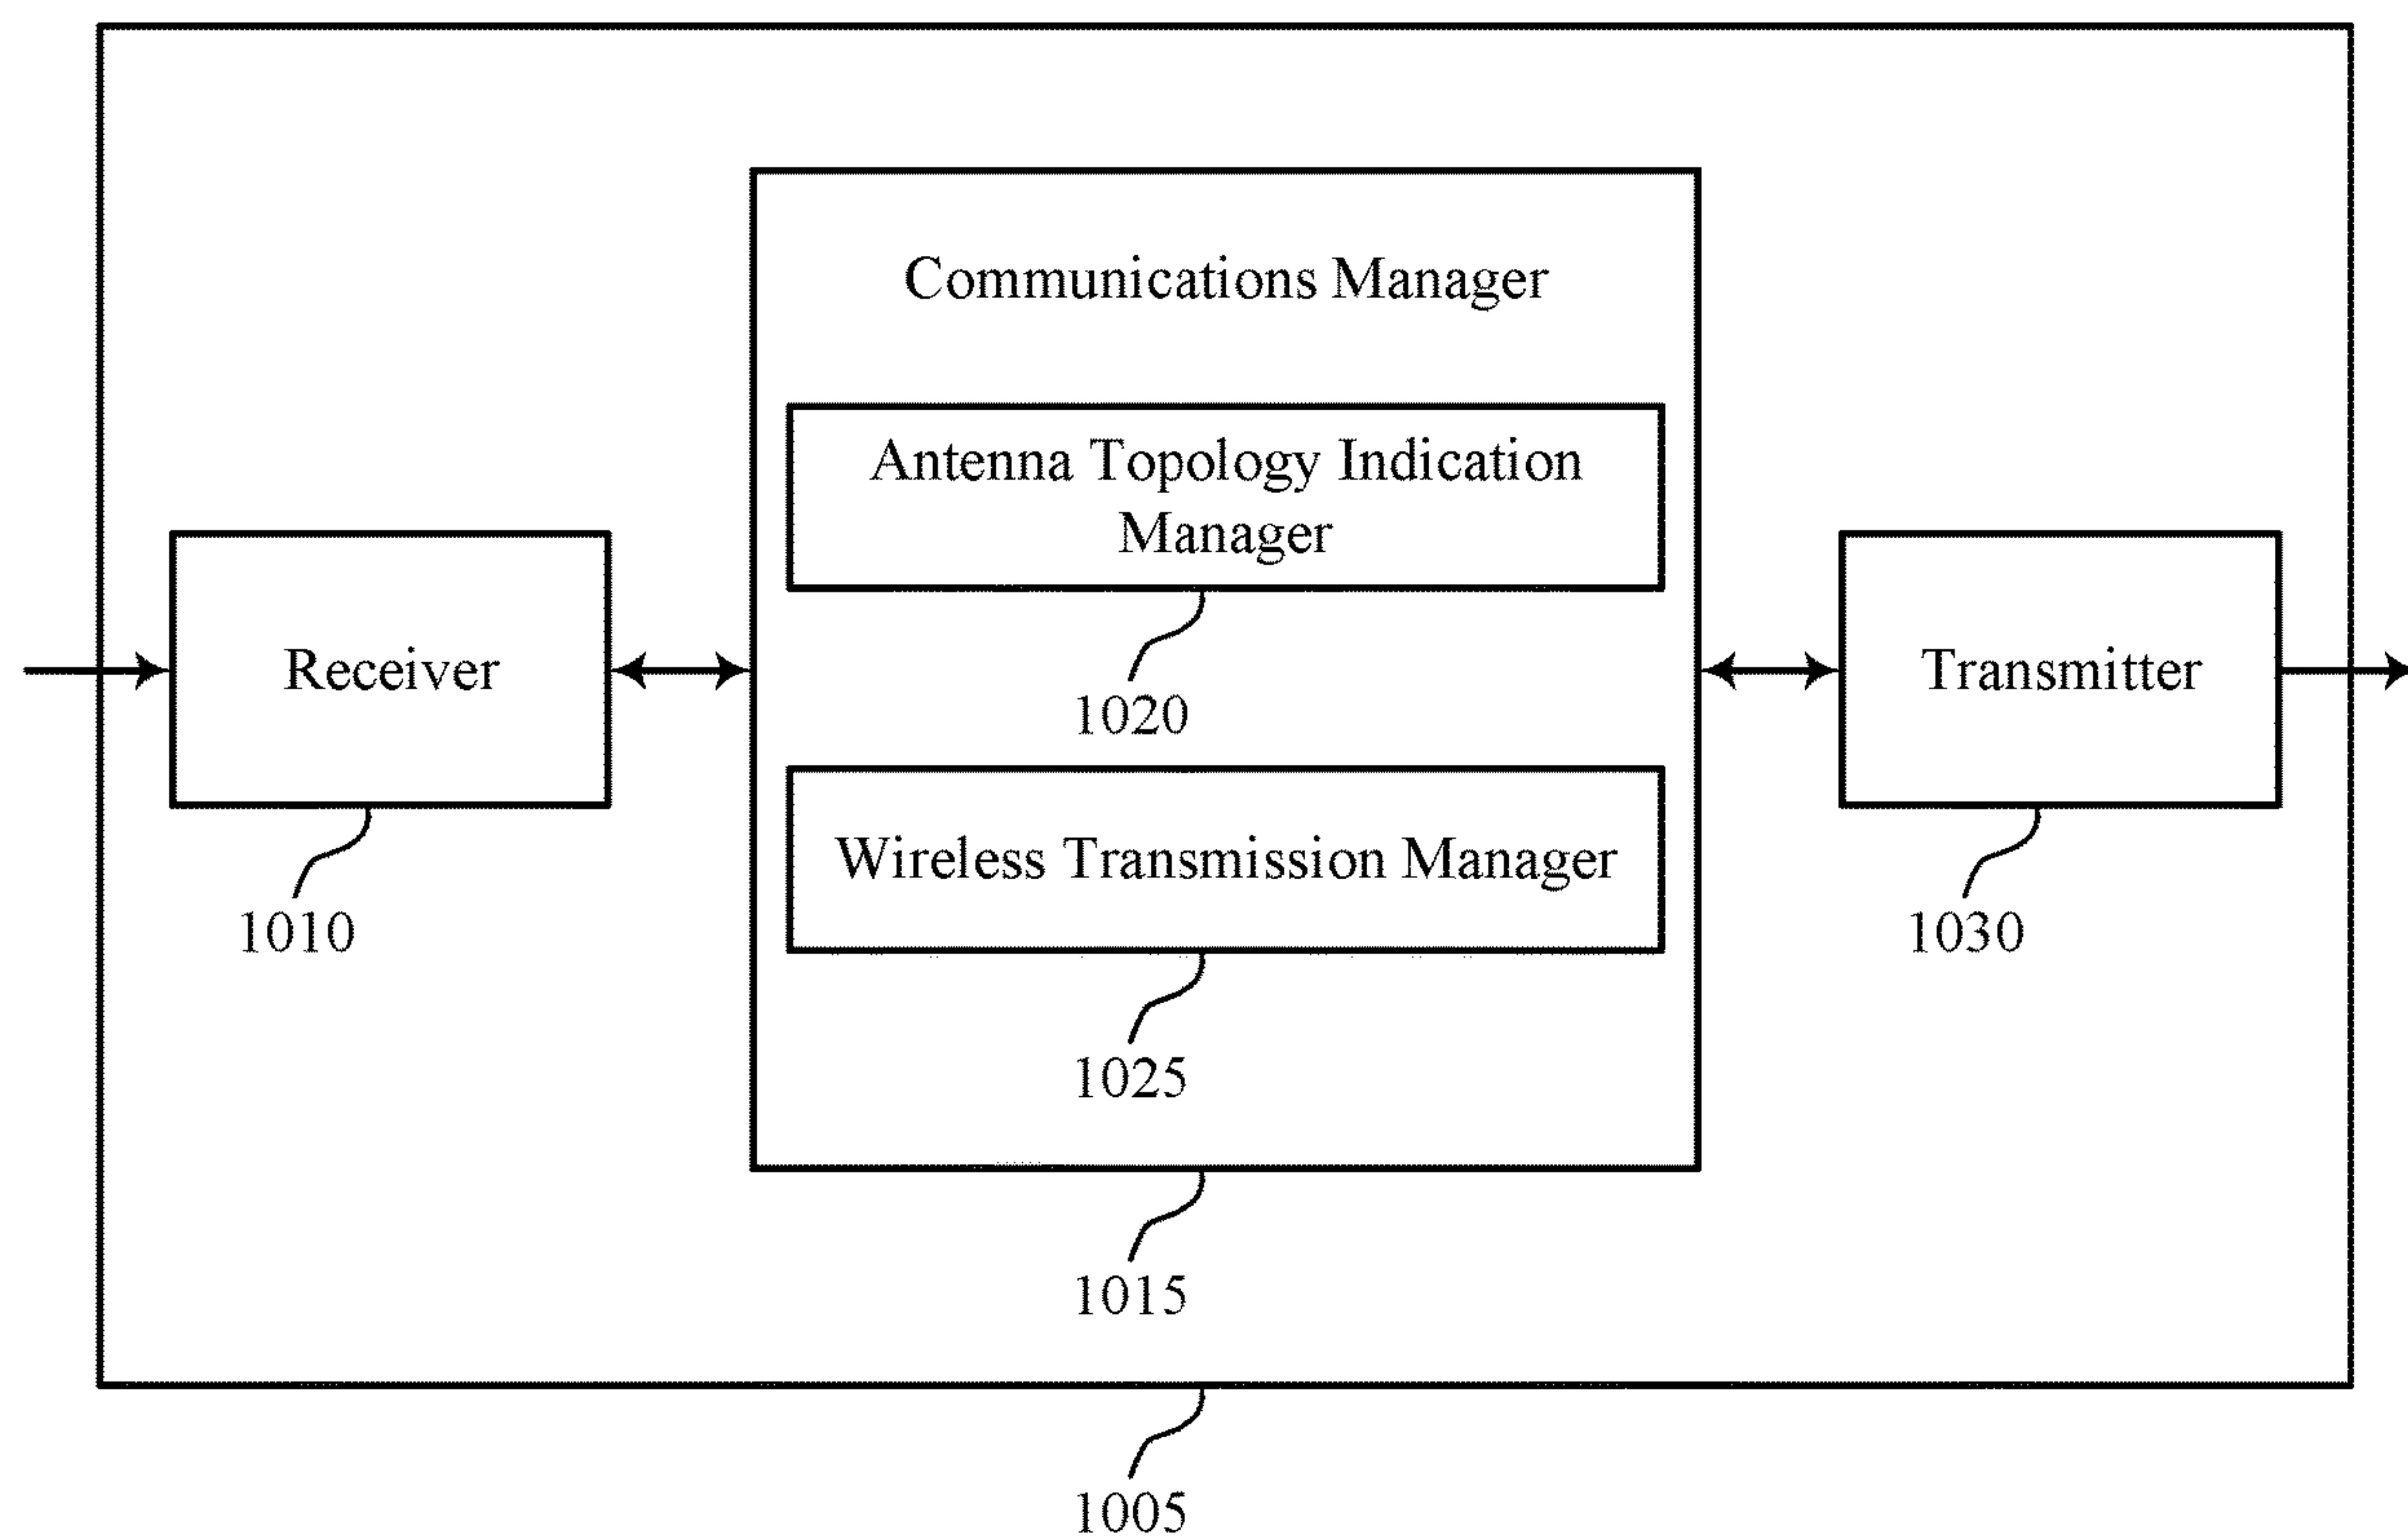 Communications Manager
Antenna Topology Indication
Manager
1020
Receiver
1010
Wireless Transmission Manager
1025
Transmitter
1030
1015
1005